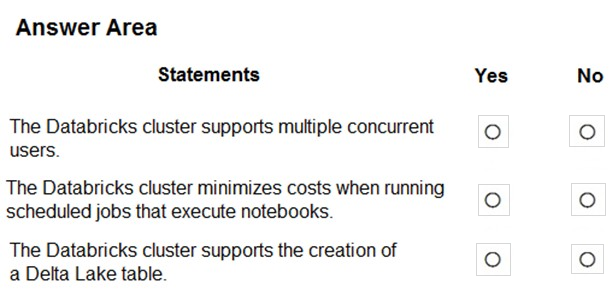 Answer Area
Statements Yes No
The Databricks cluster supports multiple concurrent
users.
The Databricks cluster minimizes costs when running
scheduled jobs that execute notebooks.
The Databricks cluster supports the creation of
a Delta Lake table.